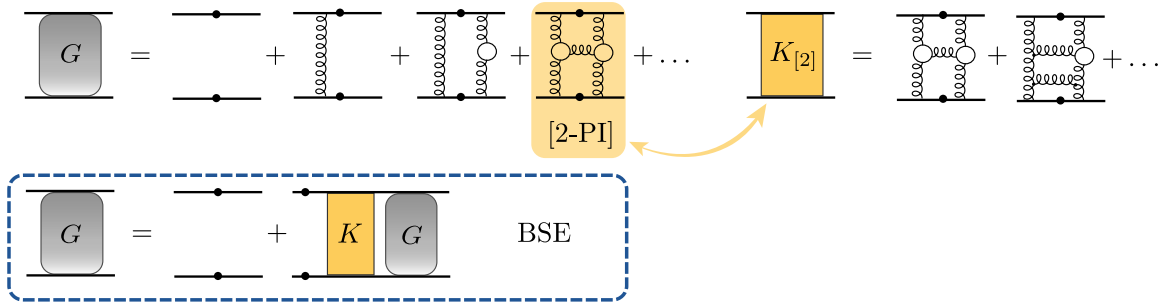 G = + + + + ... K[2] = + + ...
[2-PI]
G = + K G BSE